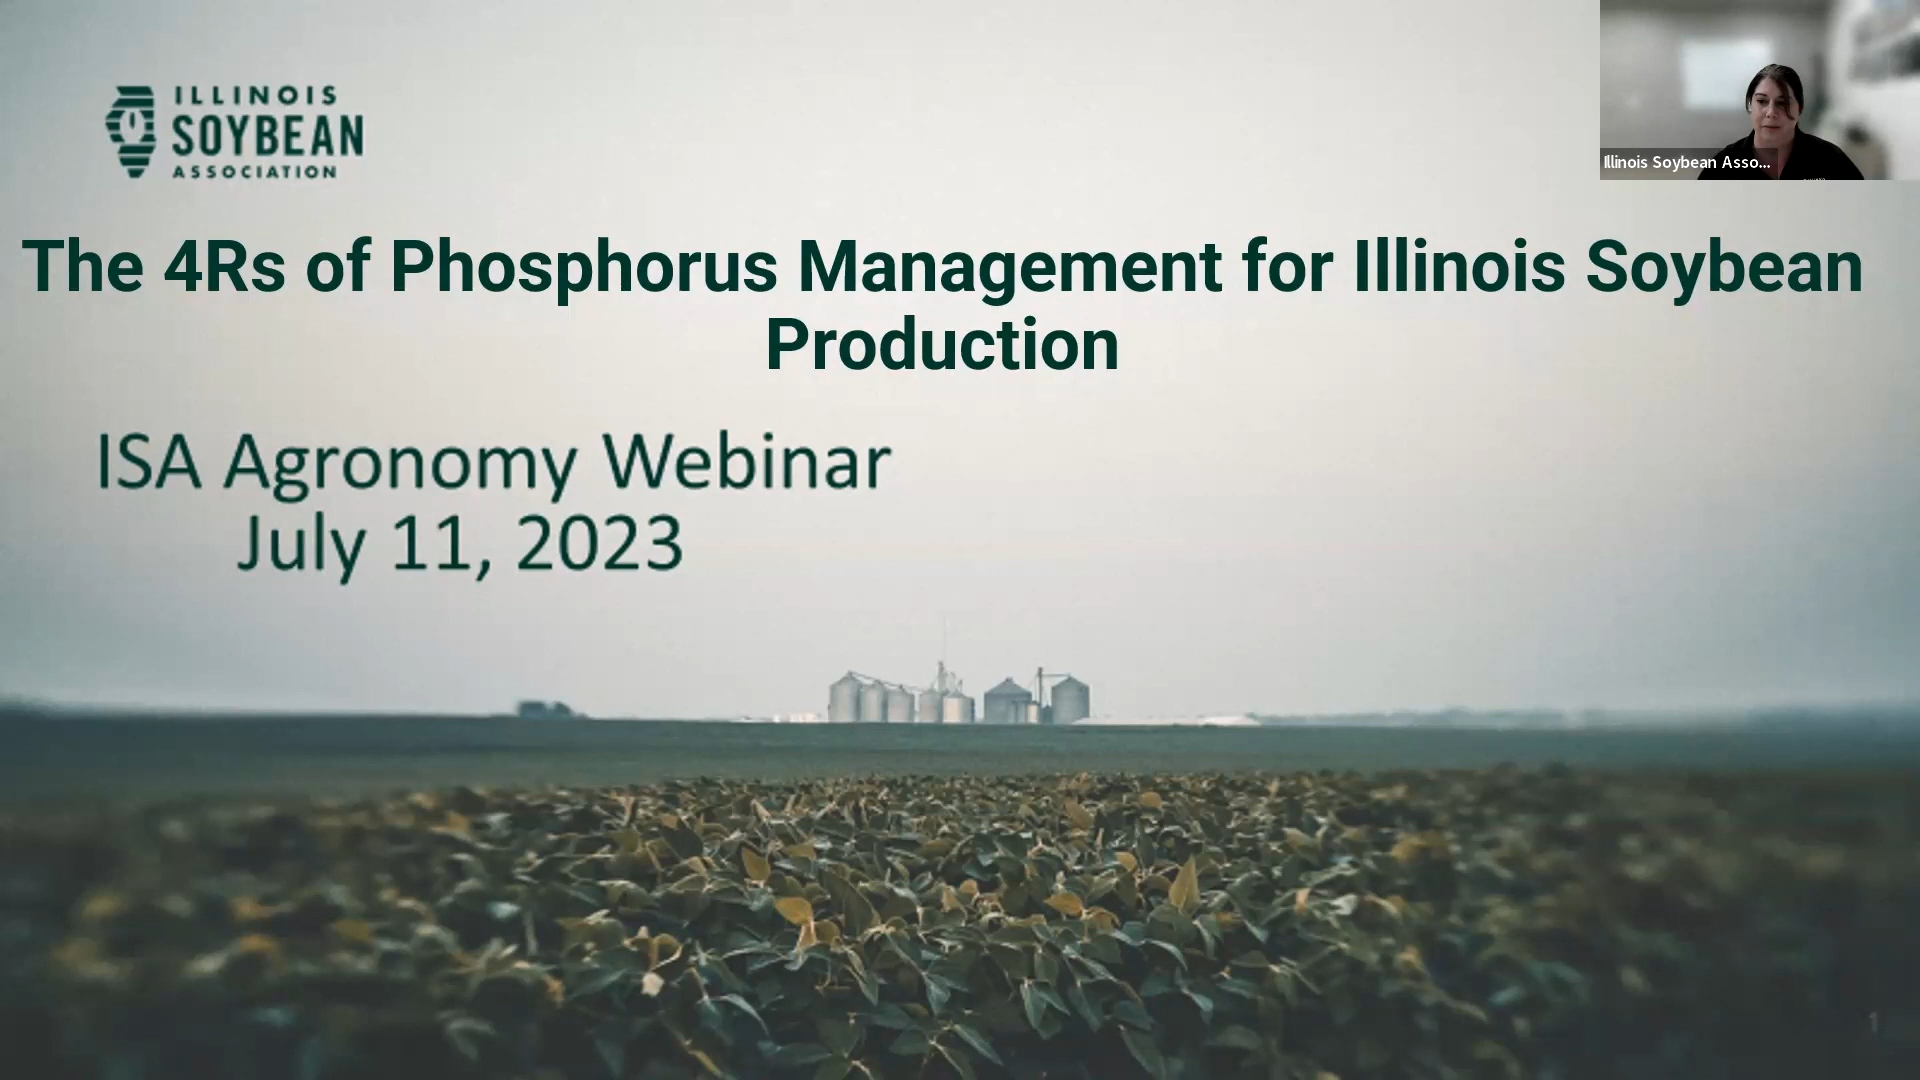 ILLINOIS
SOYBEAN
ASSOCIATION
Illinois Soybean Asso...
The 4Rs of Phosphorus Management for Illinois Soybean
Production
ISA Agronomy Webinar
July 11, 2023